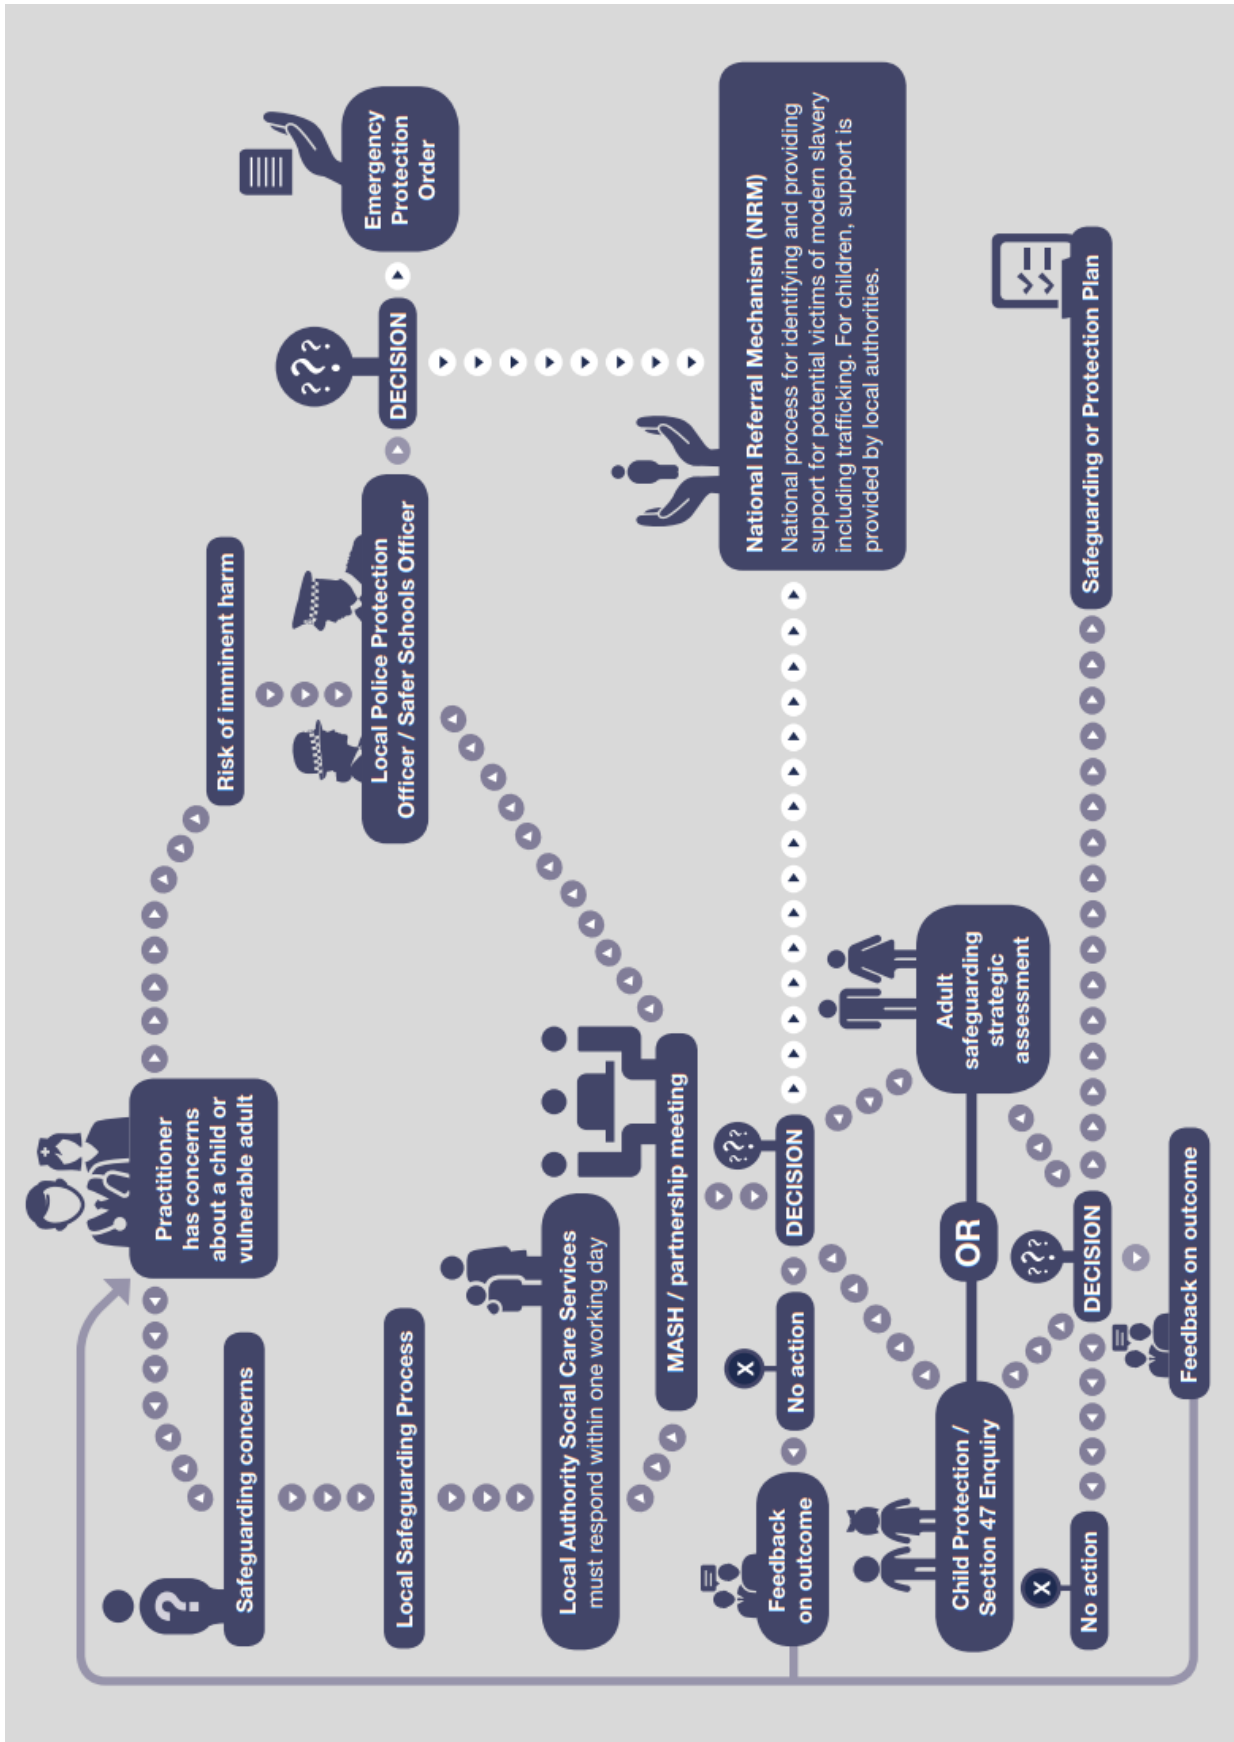 Practitioner
has concerns
about a child or
vulnerable adult
Safeguarding concerns
?
Risk of imminent harm
Local Safeguarding Process
Local Police Protection
Officer / Safer Schools Officer
???
DECISION
Emergency
Protection
Order
Local Authority Social Care Services
must respond within one working day
MASH / partnership meeting
???
DECISION
X
No action
Feedback
on outcome
National Referral Mechanism (NRM)
National process for identifying and providing
support for potential victims of modern slavery
including trafficking. For children, support is
provided by local authorities.
Child Protection /
Section 47 Enquiry
OR
Adult
safeguarding
strategic
assessment
???
DECISION
X
No action
Safeguarding or Protection Plan
Feedback on outcome